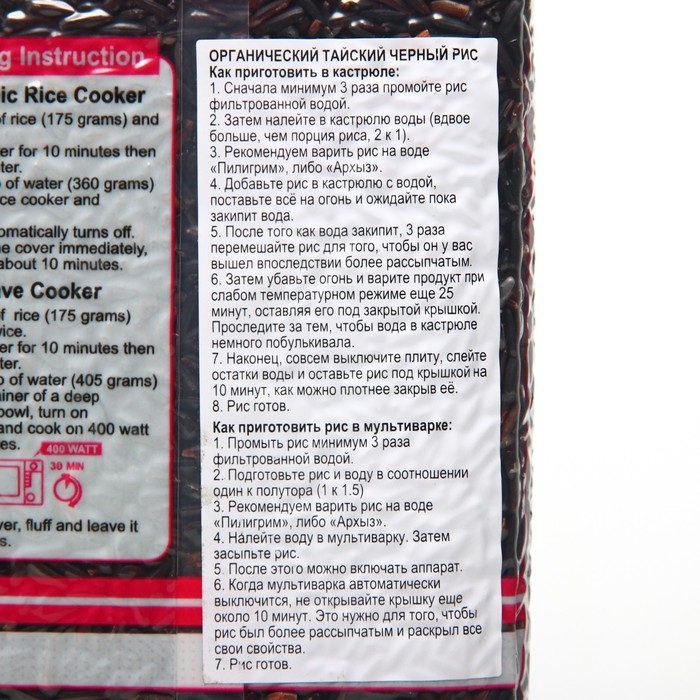 g Instruction
ic Rice Cooker
of rice (175 grams) and
er for 10 minutes then
ter.
of water (360 grams)
ce cooker and
omatically turns off.
e cover immediately,
about 10 minutes.
ve Cooker
of rice (175 grams)
wice.
er for 10 minutes then
ter.
o of water (405 grams)
ainer of a deep
bowl, turn on
and cook on 400 watt
es.
400 WATT
30 MIN
ver, fluff and leave it
s.
ОРГАНИЧЕСКИЙ ТАЙСКИЙ ЧЕРНЫЙ РИС
Как приготовить в кастрюле:
1. Сначала минимум 3 раза промойте рис
фильтрованной водой.
2. Затем налейте в кастрюлю воды (вдвое
больше, чем порция риса, 2 к 1).
3. Рекомендуем варить рис на воде
«Пилигрим», либо «Архыз».
4. Добавьте рис в кастрюлю с водой,
поставьте всё на огонь и ожидайте пока
закипит вода.
5. После того как вода закипит, 3 раза
перемешайте рис для того, чтобы он у вас
вышел впоследствии более рассыпчатым.
6. Затем убавьте огонь и варите продукт при
слабом температурном режиме еще 25
минут, оставляя его под закрытой крышкой.
Проследите за тем, чтобы вода в кастрюле
немного побулькивала.
7. Наконец, совсем выключите плиту, слейте
остатки воды и оставьте рис под крышкой на
10 минут, как можно плотнее закрыв её.
8. Рис готов.
Как приготовить рис в мультиварке:
1. Промыть рис минимум 3 раза
фильтрованной водой.
2. Подготовьте рис и воду в соотношении
один к полутора (1 к 1.5)
3. Рекомендуем варить рис на воде
«Пилигрим», либо «Архыз».
4. Налейте воду в мультиварку. Затем
засыпьте рис.
5. После этого можно включать аппарат.
6. Когда мультиварка автоматически
выключится, не открывайте крышку еще
около 10 минут. Это нужно для того, чтобы
рис был более рассыпчатым и раскрыл все
свои свойства.
7. Рис готов.